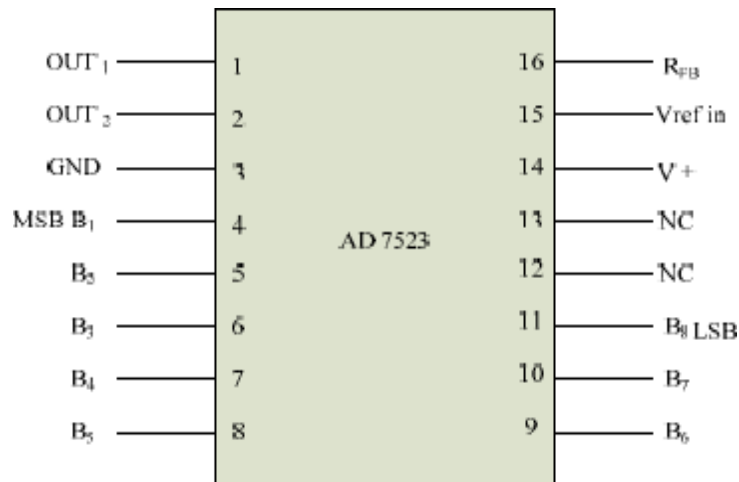 OUT₁ 1 16 R_FB
OUT₂ 2 15 Vref in
GND 3 14 V+
MSB B₁ 4 13 NC
AD 7523
B₅ 5 12 NC
B₃ 6 11 B₈ LSB
B₄ 7 10 B₇
B₅ 8 9 B₆